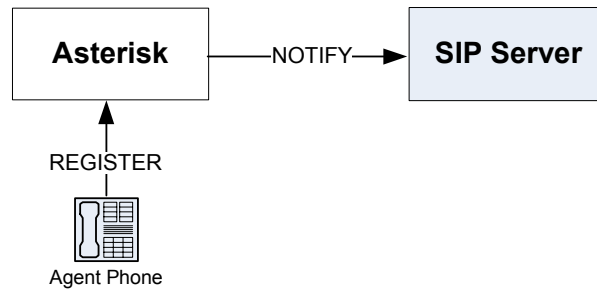 Asterisk
NOTIFY
SIP Server
REGISTER
Agent Phone